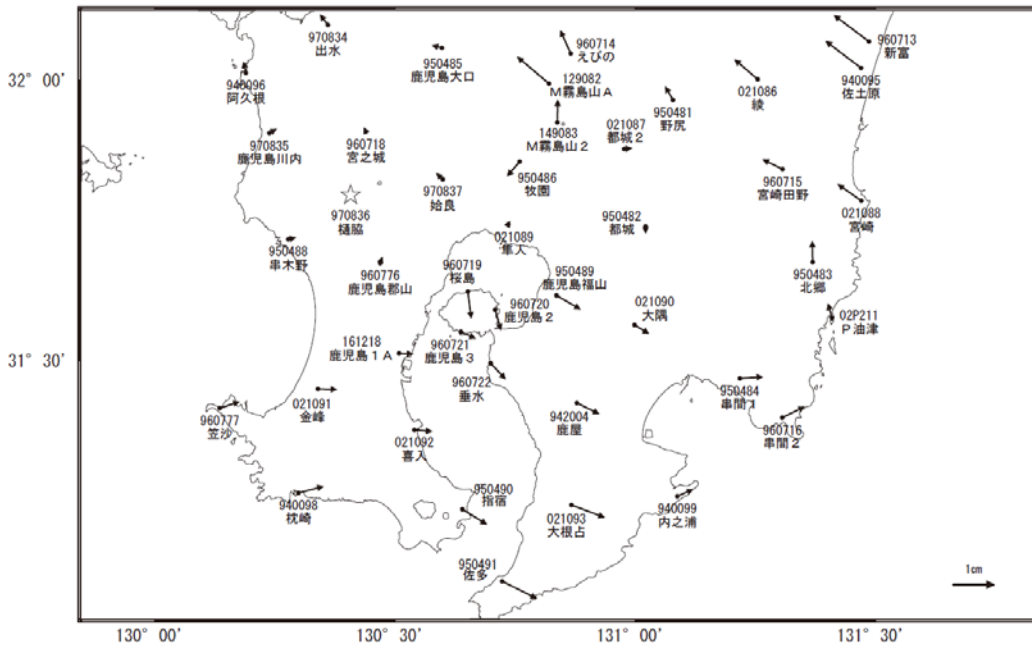 970834
出水
960714
えびの
960713
新富
950485
鹿児島大口
129082
M霧島山A
940095
佐土原
32° 00'
940096
阿久根
021086
綾
950481
野尻
021087
都城2
149083
M霧島山2
970835
鹿児島川内
960718
宮之城
950486
牧園
960715
宮崎田野
970837
姶良
970836
樋脇
021088
宮崎
950482
都城
021089
隼人
950488
串木野
960776
鹿児島郡山
960719
桜島
950489
鹿児島福山
950483
北郷
960720
鹿児島2
021090
大隅
02P211
P油津
161218
鹿児島1A
960721
鹿児島3
31° 30'
960722
垂水
950484
串間1
021091
金峰
960777
笠沙
942004
鹿屋
960716
串間2
021092
喜入
950490
指宿
940098
枕崎
021093
大根占
940099
内之浦
950491
佐多
1cm
130° 00'
130° 30'
131° 00'
131° 30'